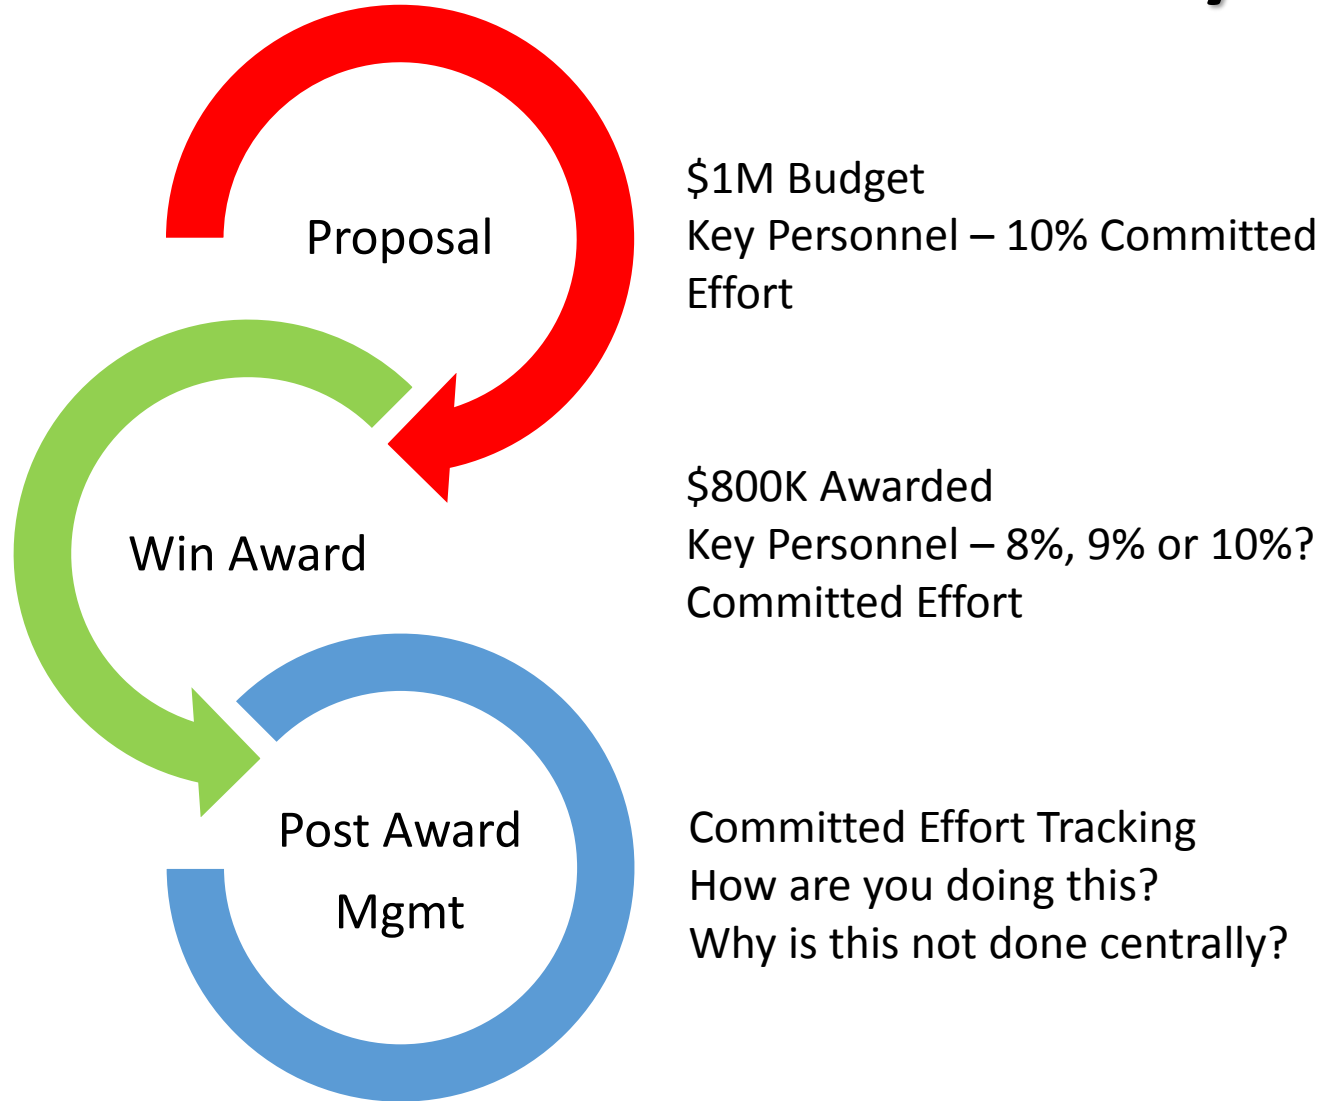 Proposal
$1M Budget
Key Personnel – 10% Committed
Effort
Win Award
$800K Awarded
Key Personnel – 8%, 9% or 10%?
Committed Effort
Post Award
Mgmt
Committed Effort Tracking
How are you doing this?
Why is this not done centrally?